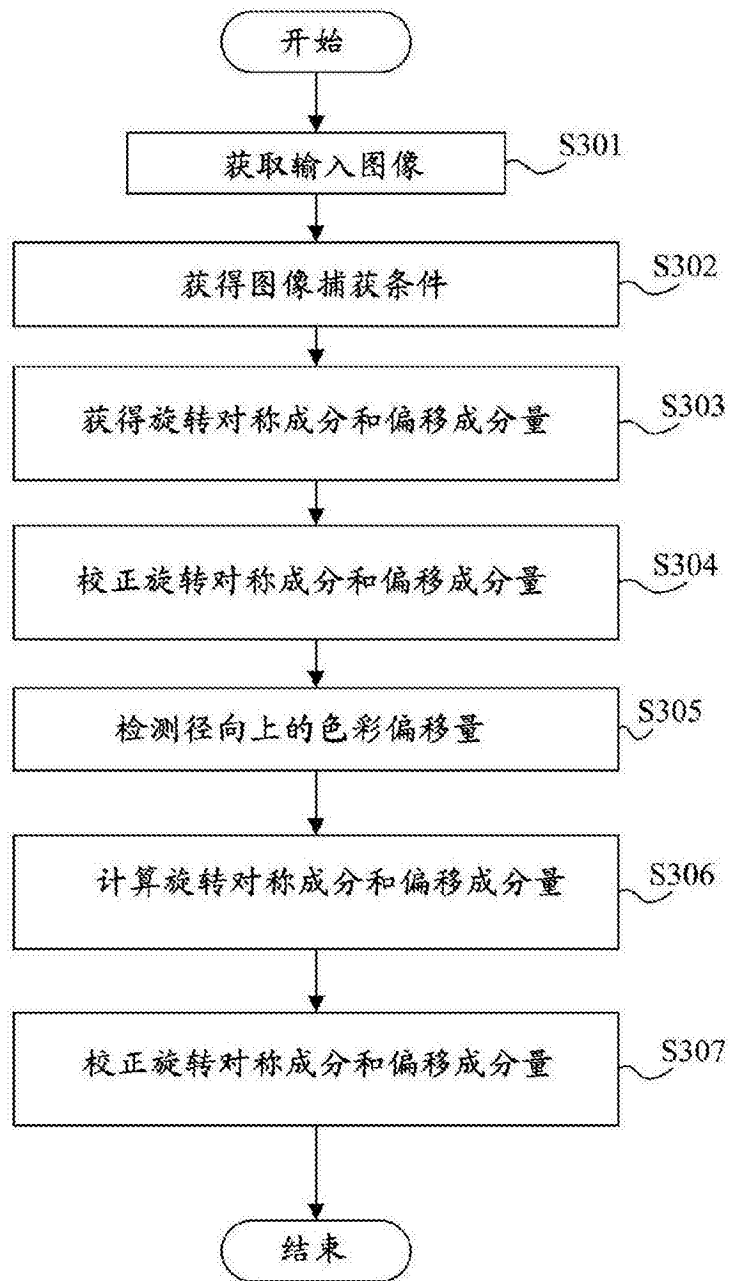 开始
获取输入图像
S301
获得图像捕获条件
S302
获得旋转对称成分和偏移成分量
S303
校正旋转对称成分和偏移成分量
S304
检测径向上的色彩偏移量
S305
计算旋转对称成分和偏移成分量
S306
校正旋转对称成分和偏移成分量
S307
结束